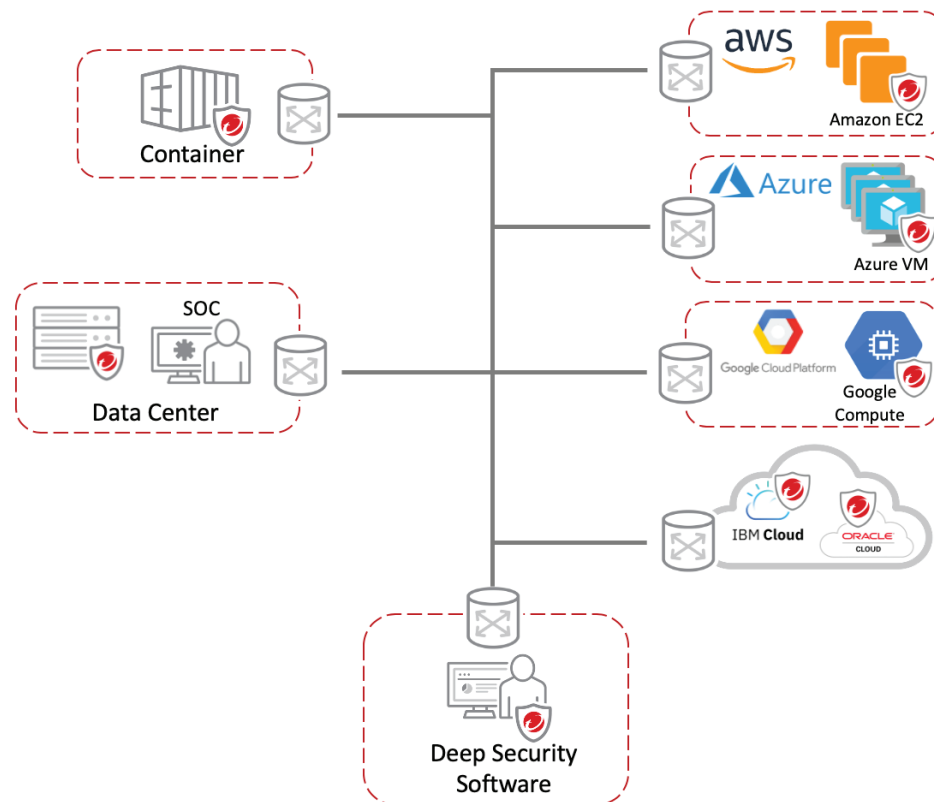 Container
SOC
Data Center
aws
Amazon EC2
Azure
Azure VM
Google Cloud Platform
Google
Compute
IBM Cloud
ORACLE
CLOUD
Deep Security
Software